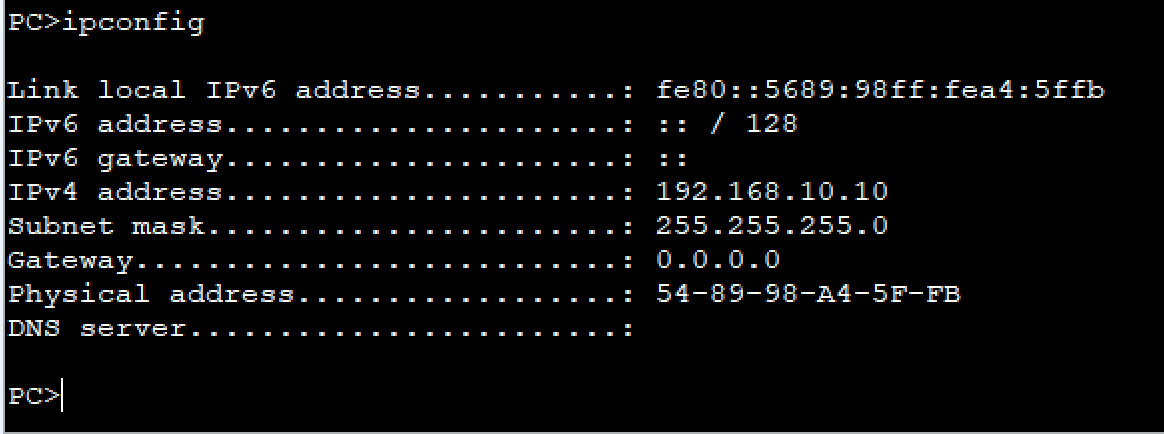 PC>ipconfig
Link local IPv6 address...........: fe80::5689:98ff:fea4:5ffb
IPv6 address......................: :: / 128
IPv6 gateway......................: ::
IPv4 address......................: 192.168.10.10
Subnet mask.......................: 255.255.255.0
Gateway...........................: 0.0.0.0
Physical address..................: 54-89-98-A4-5F-FB
DNS server........................:
PC>